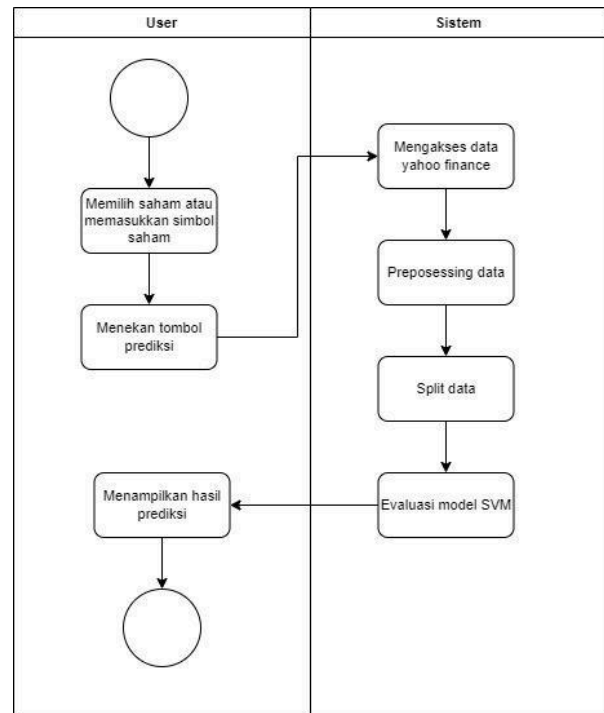 User
Sistem
Memilih saham atau
memasukkan simbol
saham
Menekan tombol
prediksi
Mengakses data
yahoo finance
Preposessing data
Split data
Evaluasi model SVM
Menampilkan hasil
prediksi